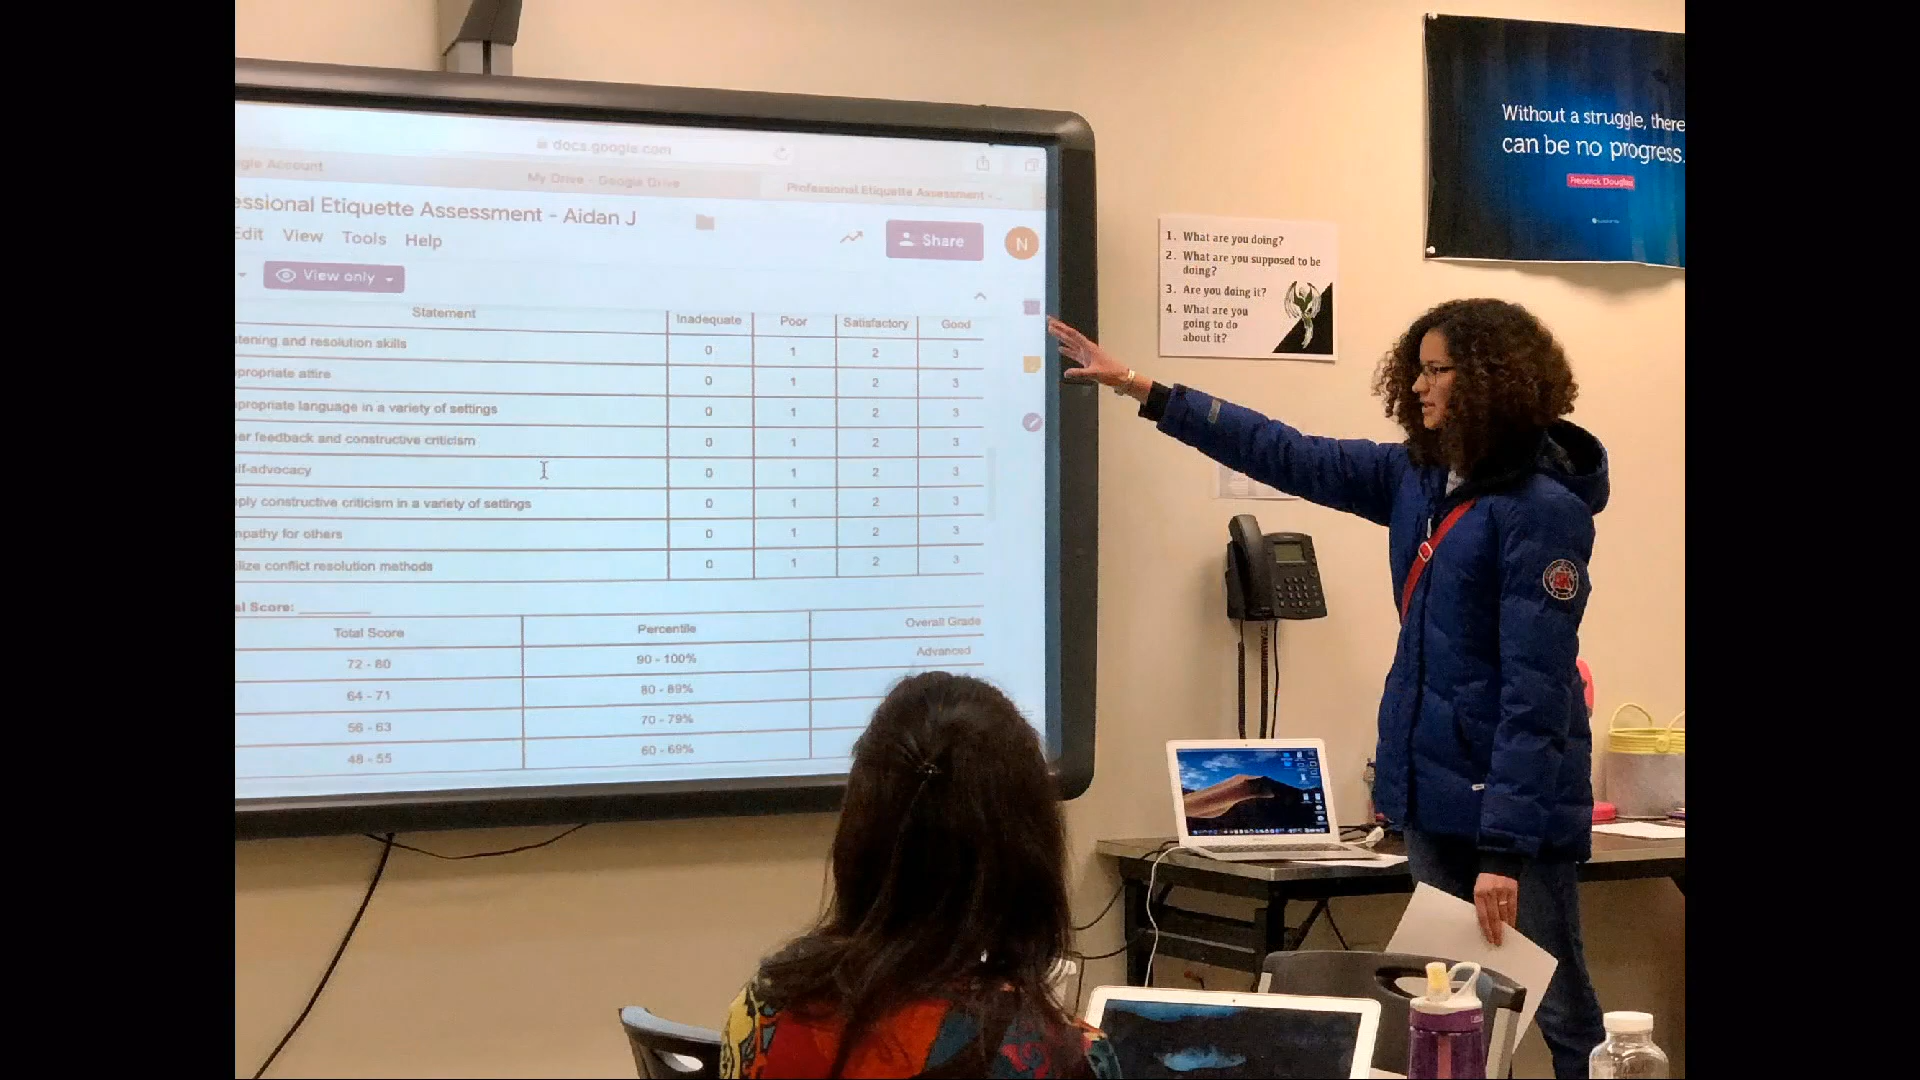 docs.google.com
gle Account
My Drive - Google Drive
Professional Etiquette Assessment -...
essional Etiquette Assessment - Aidan J
Edit View Tools Help
Share
N
View only
Statement Inadequate Poor Satisfactory Good
tening and resolution skills 0 1 2 3
propriate attire 0 1 2 3
propriate language in a variety of settings 0 1 2 3
er feedback and constructive criticism 0 1 2 3
lf-advocacy 0 1 2 3
ply constructive criticism in a variety of settings 0 1 2 3
pathy for others 0 1 2 3
lize conflict resolution methods 0 1 2 3
al Score:
Total Score Percentile Overall Grade
72 - 80 90 - 100% Advanced
64 - 71 80 - 89%
56 - 63 70 - 79%
48 - 55 60 - 69%
1. What are you doing?
2. What are you supposed to be
doing?
3. Are you doing it?
4. What are you
going to do
about it?
Without a struggle, there
can be no progress.
Frederick Douglass